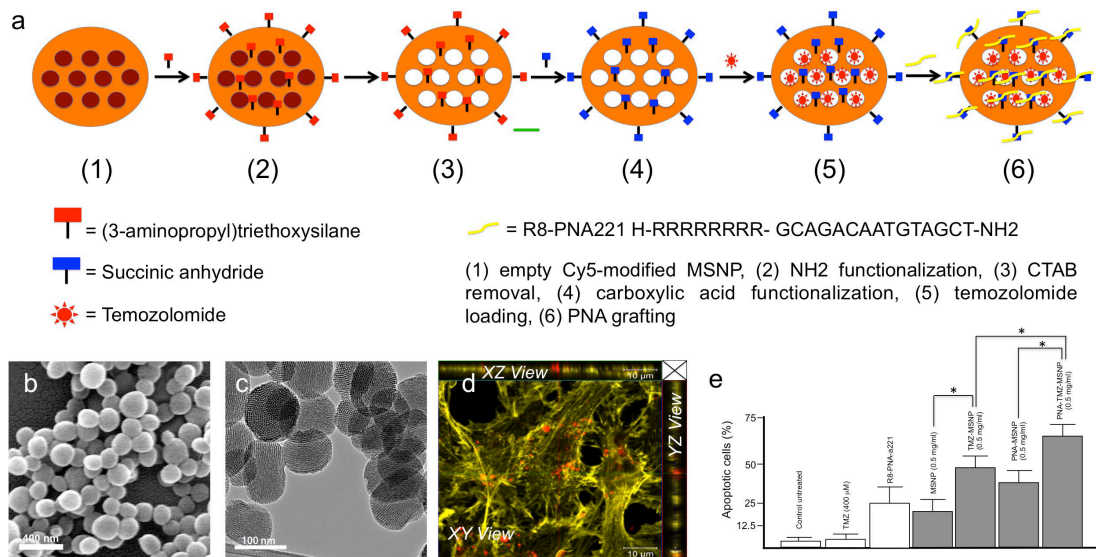 a
(1)
(2)
(3)
(4)
(5)
(6)
= (3-aminopropyl)triethoxysilane
= Succinic anhydride
= Temozolomide
= R8-PNA221 H-RRRRRRRR- GCAGACAATGTAGCT-NH2
(1) empty Cy5-modified MSNP, (2) NH2 functionalization, (3) CTAB
removal, (4) carboxylic acid functionalization, (5) temozolomide
loading, (6) PNA grafting
b
400 nm
c
100 nm
d
XZ View
10 μm
YZ View
XY View
10 μm
e
Apoptotic cells (%)
75
50
25
12.5
Control untreated
TMZ (400 μM)
R8-PNA-a221
MSNP (0.5 mg/ml)
TMZ-MSNP
(0.5 mg/ml)
PNA-MSNP
(0.5 mg/ml)
PNA-TMZ-MSNP
(0.5 mg/ml)
*
*
*